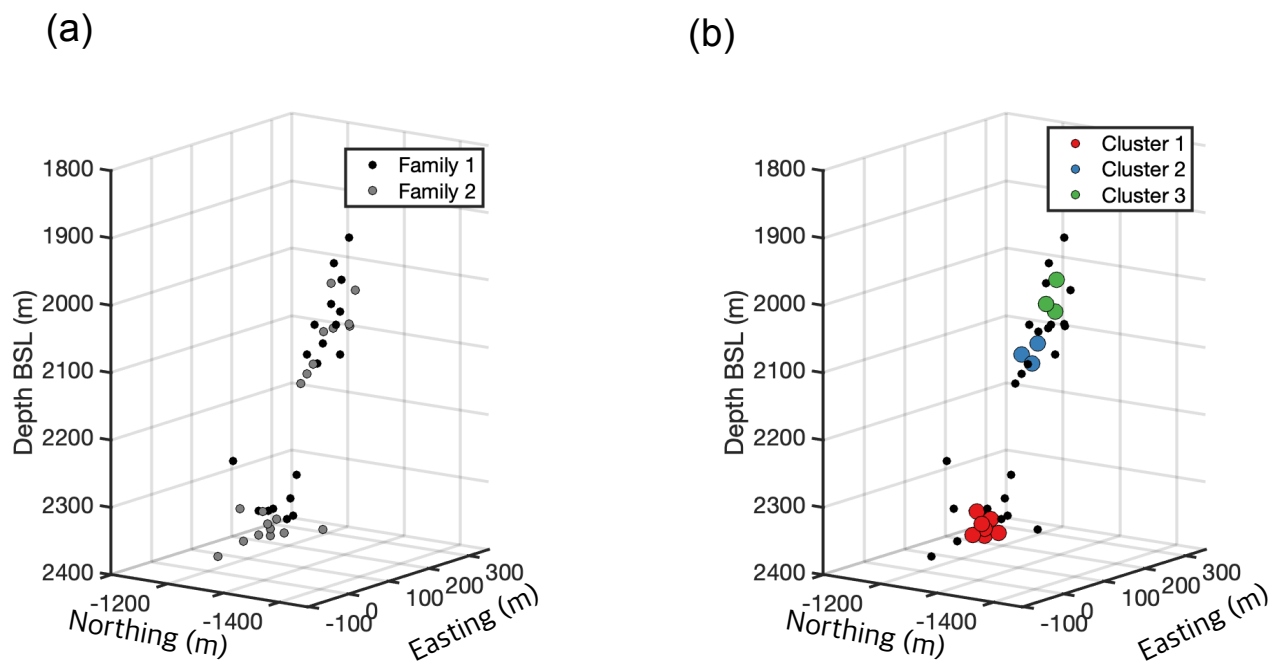 (a)
Family 1
Family 2
1800
1900
2000
2100
2200
2300
2400
Depth BSL (m)
-1200
-1400
Northing (m)
-100
0
100
200
300
Easting (m)
(b)
Cluster 1
Cluster 2
Cluster 3
1800
1900
2000
2100
2200
2300
2400
Depth BSL (m)
-1200
-1400
Northing (m)
-100
0
100
200
300
Easting (m)